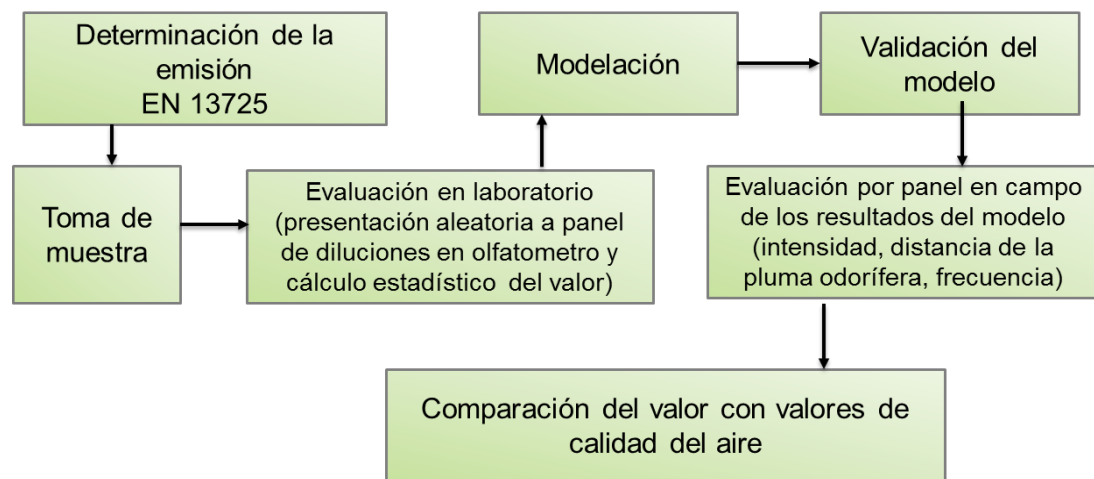 Determinación de la
emisión
EN 13725
Toma de
muestra
Evaluación en laboratorio
(presentación aleatoria a panel
de diluciones en olfatometro y
cálculo estadístico del valor)
Modelación
Validación del
modelo
Evaluación por panel en campo
de los resultados del modelo
(intensidad, distancia de la
pluma odorífera, frecuencia)
Comparación del valor con valores de
calidad del aire